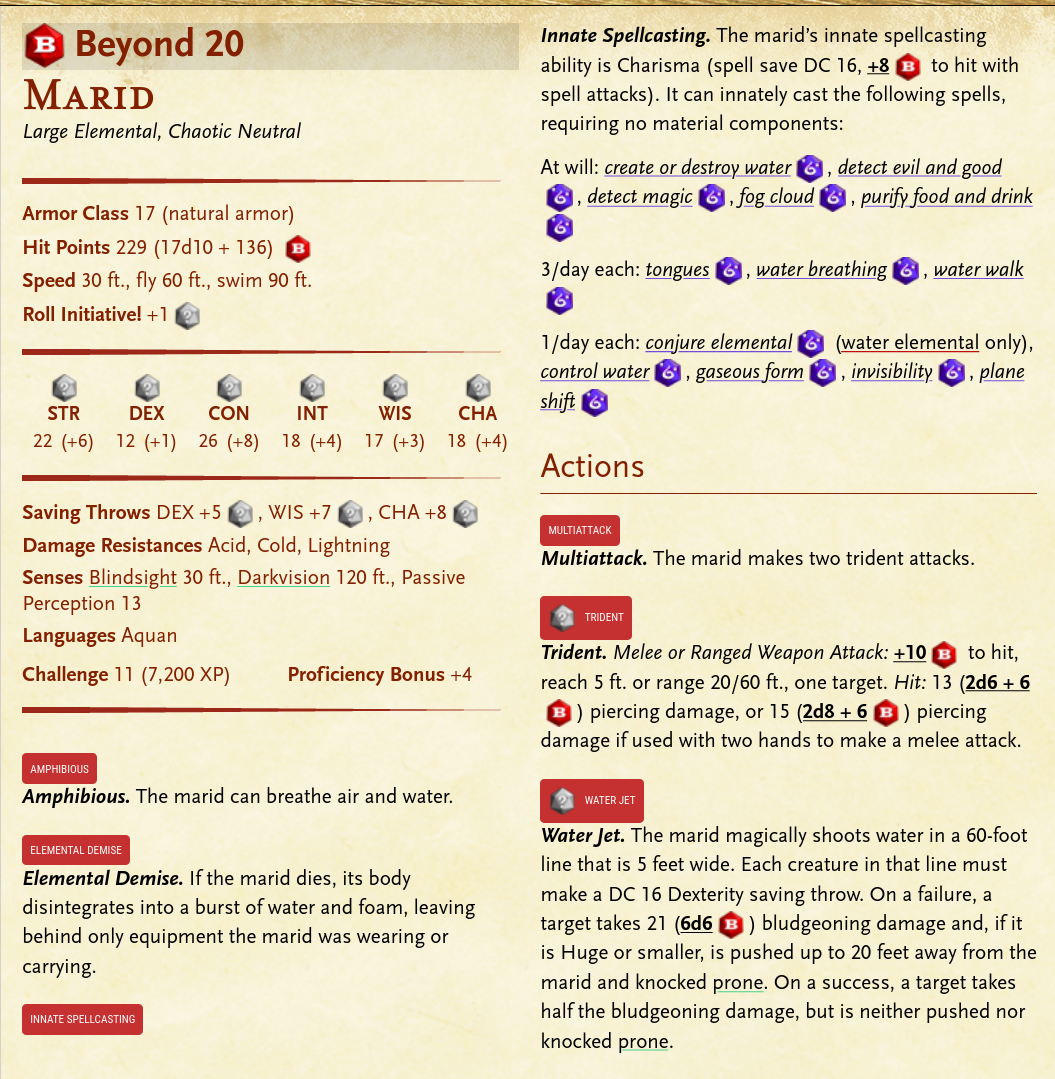 Beyond 20
Marid
Large Elemental, Chaotic Neutral
Armor Class 17 (natural armor)
Hit Points 229 (17d10 + 136) B
Speed 30 ft., fly 60 ft., swim 90 ft.
Roll Initiative! +1
STR DEX CON INT WIS CHA
22 (+6) 12 (+1) 26 (+8) 18 (+4) 17 (+3) 18 (+4)
Saving Throws DEX +5 , WIS +7 , CHA +8
Damage Resistances Acid, Cold, Lightning
Senses Blindsight 30 ft., Darkvision 120 ft., Passive
Perception 13
Languages Aquan
Challenge 11 (7,200 XP) Proficiency Bonus +4
AMPHIBIOUS
Amphibious. The marid can breathe air and water.
ELEMENTAL DEMISE
Elemental Demise. If the marid dies, its body
disintegrates into a burst of water and foam, leaving
behind only equipment the marid was wearing or
carrying.
INNATE SPELLCASTING
Innate Spellcasting. The marid’s innate spellcasting
ability is Charisma (spell save DC 16, +8 B to hit with
spell attacks). It can innately cast the following spells,
requiring no material components:
At will: create or destroy water , detect evil and good
, detect magic , fog cloud , purify food and drink
3/day each: tongues , water breathing , water walk
1/day each: conjure elemental (water elemental only),
control water , gaseous form , invisibility , plane
shift
Actions
MULTIATTACK
Multiattack. The marid makes two trident attacks.
TRIDENT
Trident. Melee or Ranged Weapon Attack: +10 B to hit,
reach 5 ft. or range 20/60 ft., one target. Hit: 13 (2d6 + 6
B ) piercing damage, or 15 (2d8 + 6 B ) piercing
damage if used with two hands to make a melee attack.
WATER JET
Water Jet. The marid magically shoots water in a 60-foot
line that is 5 feet wide. Each creature in that line must
make a DC 16 Dexterity saving throw. On a failure, a
target takes 21 (6d6 B ) bludgeoning damage and, if it
is Huge or smaller, is pushed up to 20 feet away from the
marid and knocked prone. On a success, a target takes
half the bludgeoning damage, but is neither pushed nor
knocked prone.